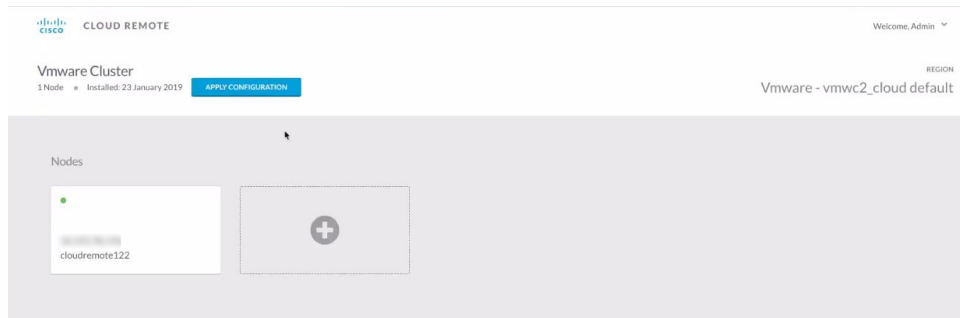 CISCO CLOUD REMOTE
Welcome, Admin
Vmware Cluster
1 Node • Installed: 23 January 2019
APPLY CONFIGURATION
REGION
Vmware - vmwc2_cloud default
Nodes
cloudremote122